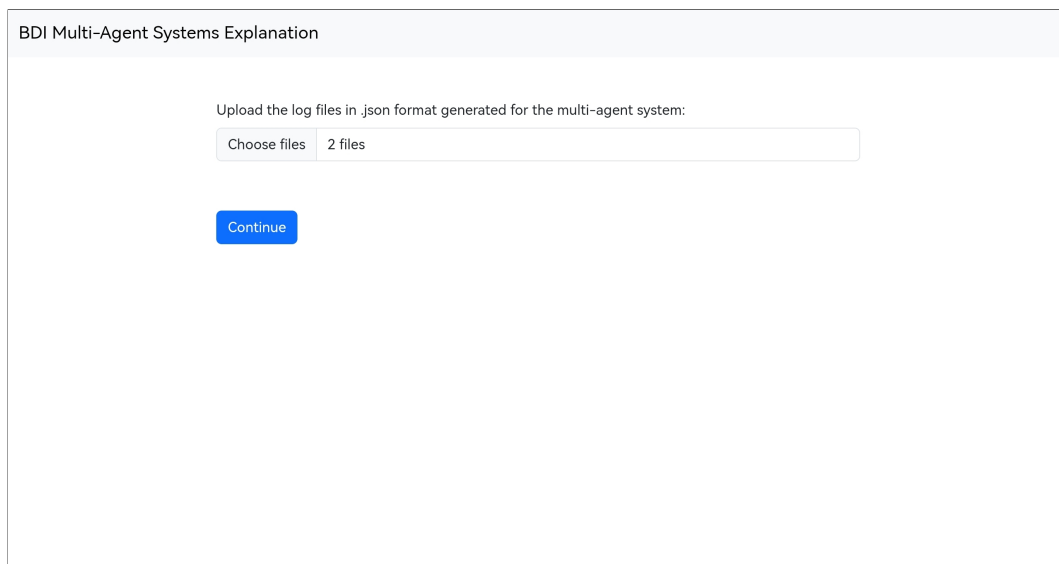 BDI Multi-Agent Systems Explanation
Upload the log files in .json format generated for the multi-agent system:
Choose files 2 files
Continue